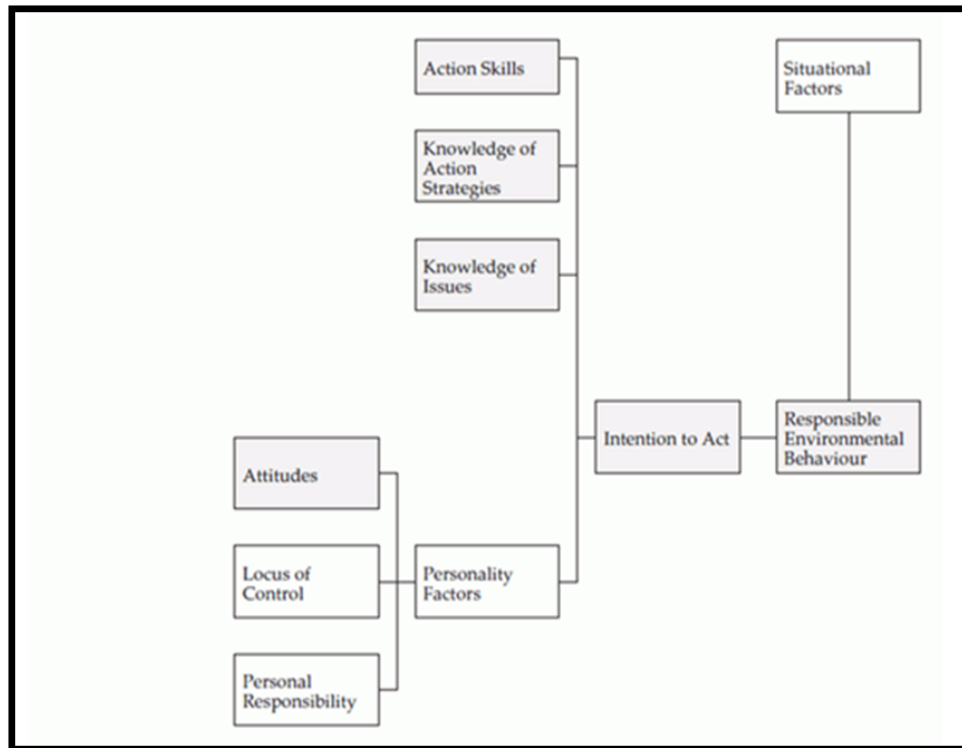 Action Skills
Situational
Factors
Knowledge of
Action
Strategies
Knowledge of
Issues
Intention to Act
Responsible
Environmental
Behaviour
Attitudes
Locus of
Control
Personality
Factors
Personal
Responsibility